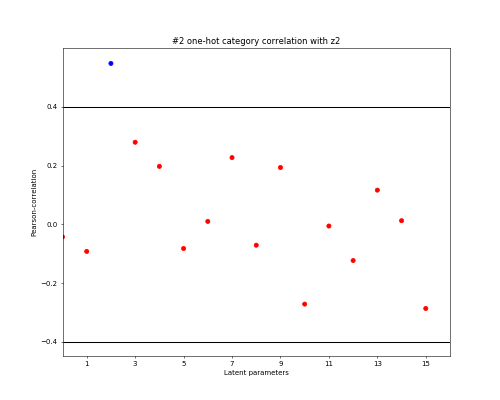 #2 one-hot category correlation with z2
Pearson-correlation
0.4
0.2
0.0
−0.2
−0.4
1 3 5 7 9 11 13 15
Latent parameters